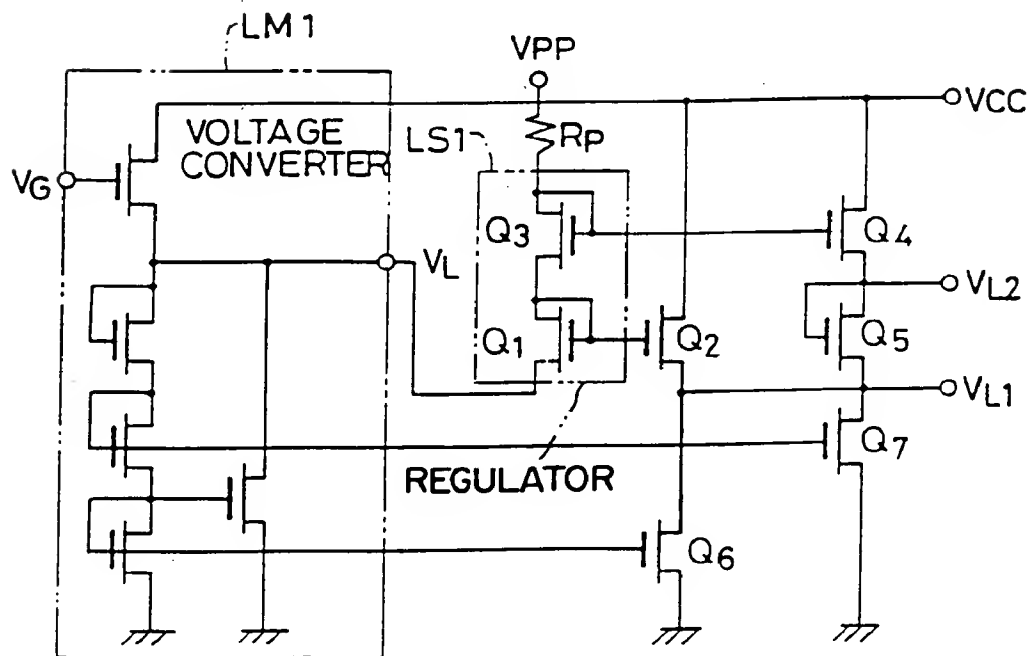 LM1
VPP
VCC
VOLTAGE
CONVERTER
LS1
RP
VG
Q3
Q4
VL
VL2
Q1
Q2
Q5
VL1
Q7
REGULATOR
Q6